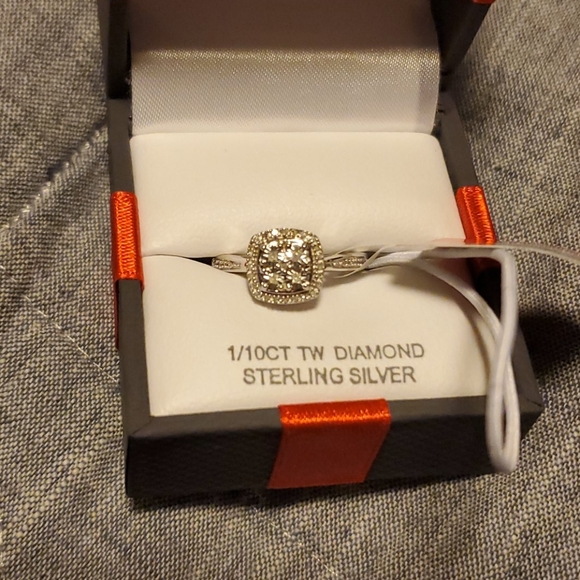 1/10CT TW DIAMOND
STERLING SILVER